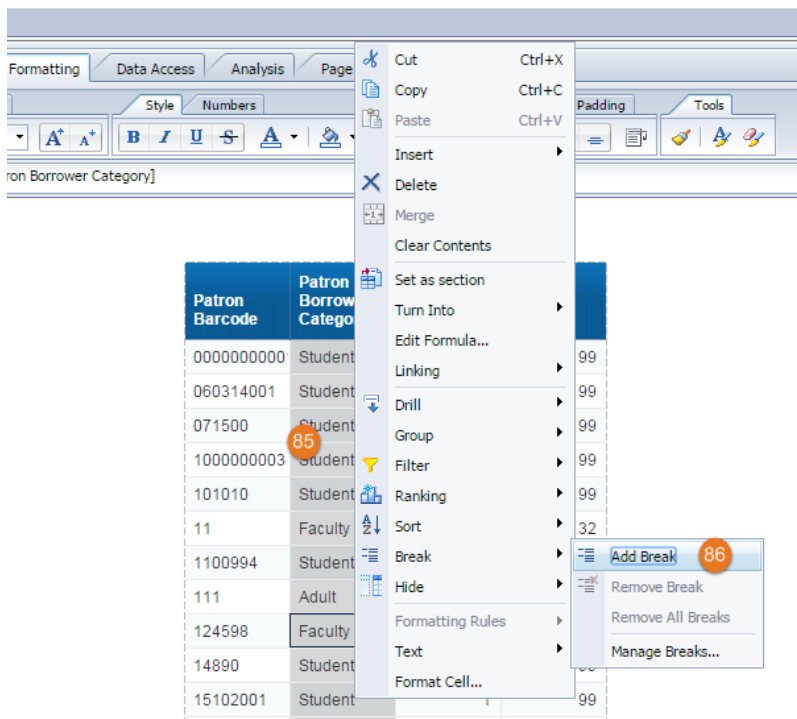 Formatting Data Access Analysis Page
Style Numbers Padding Tools
A A B I U S A
ron Borrower Category]
Cut Ctrl+X
Copy Ctrl+C
Paste Ctrl+V
Insert
Delete
Merge
Clear Contents
Set as section
Turn Into
Edit Formula...
Linking
Drill
Group
Filter
Ranking
Sort
Break
Hide
Formatting Rules
Text
Format Cell...
Add Break 86
Remove Break
Remove All Breaks
Manage Breaks...
Patron Barcode
Patron
Borrow
Catego
0000000000 Student 99
060314001 Student 99
071500 Student 99
85
1000000003 Student 99
101010 Student 99
11 Faculty 32
1100994 Student
111 Adult
124598 Faculty
14890 Student
15102001 Student 1 99